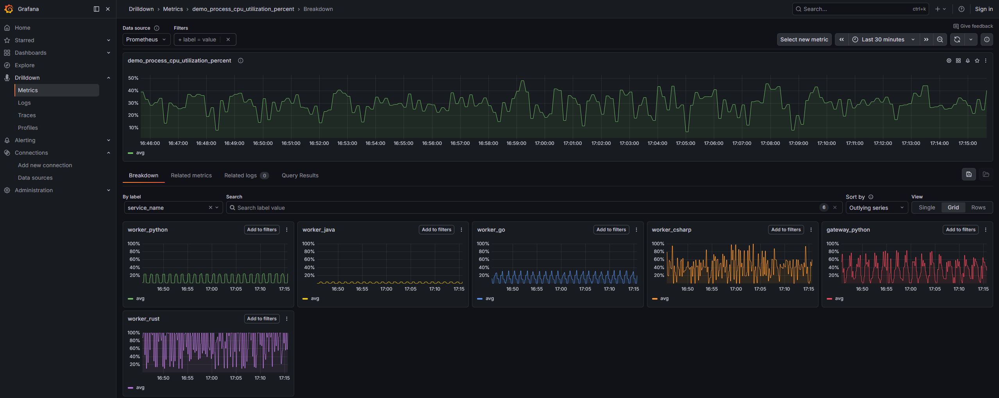 Grafana
Drilldown › Metrics › demo_process_cpu_utilization_percent › Breakdown
Search... ctrl+k
Sign in
Home
Starred
Dashboards
Explore
Drilldown
Metrics
Logs
Traces
Profiles
Alerting
Connections
Add new connection
Data sources
Administration
Data source Filters
Give feedback
Prometheus + label = value
Select new metric Last 30 minutes
demo_process_cpu_utilization_percent
50%
40%
30%
20%
10%
16:46:00 16:47:00 16:48:00 16:49:00 16:50:00 16:51:00 16:52:00 16:53:00 16:54:00 16:55:00 16:56:00 16:57:00 16:58:00 16:59:00 17:00:00 17:01:00 17:02:00 17:03:00 17:04:00 17:05:00 17:06:00 17:07:00 17:08:00 17:09:00 17:10:00 17:11:00 17:12:00 17:13:00 17:14:00 17:15:00
avg
Breakdown Related metrics Related logs 0 Query Results
By label Search Sort by View
service_name Search label value 6 Outlying series Single Grid Rows
worker_python Add to filters
100%
80%
60%
40%
20%
16:50 16:55 17:00 17:05 17:10 17:15
avg
worker_java Add to filters
100%
80%
60%
40%
20%
16:50 16:55 17:00 17:05 17:10 17:15
avg
worker_go Add to filters
100%
80%
60%
40%
20%
16:50 16:55 17:00 17:05 17:10 17:15
avg
worker_csharp Add to filters
100%
80%
60%
40%
20%
16:50 16:55 17:00 17:05 17:10 17:15
avg
gateway_python Add to filters
100%
80%
60%
40%
20%
16:50 16:55 17:00 17:05 17:10 17:15
avg
worker_rust Add to filters
100%
80%
60%
40%
20%
16:50 16:55 17:00 17:05 17:10 17:15
avg